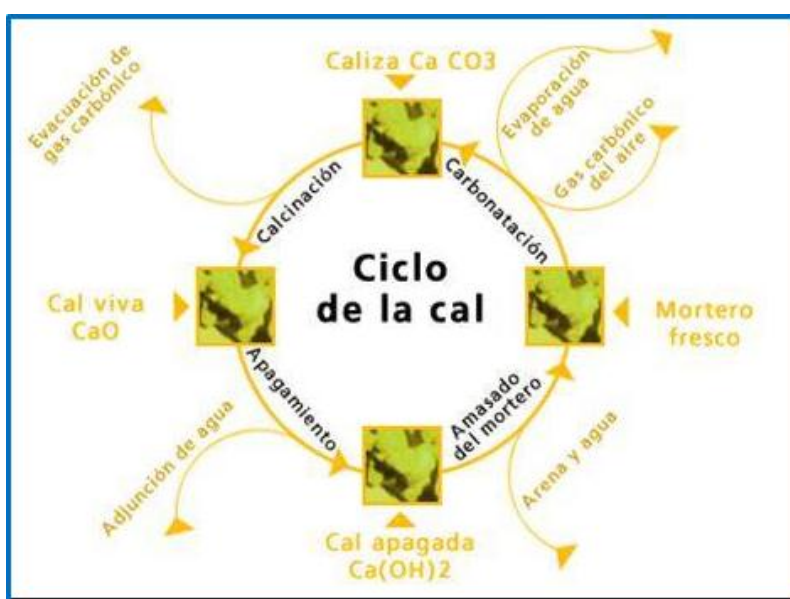 Caliza Ca CO3
Evacuación de
gas carbónico
Evaporación
de agua
Gas carbónico
del aire
Calcinación
Carbonatación
Ciclo
de la cal
Cal viva
CaO
Mortero
fresco
Apagamiento
Amasado
del mortero
Adjunción de agua
Arena y agua
Cal apagada
Ca(OH)2